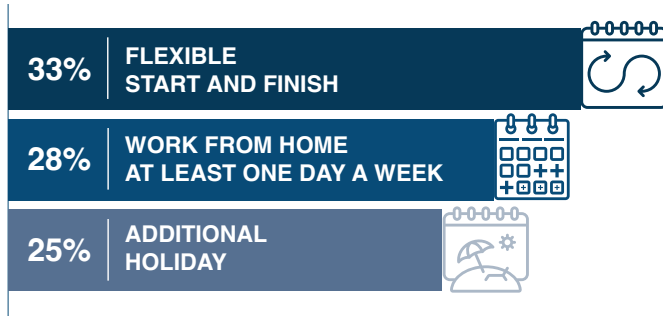 33%
FLEXIBLE
START AND FINISH
28%
WORK FROM HOME
AT LEAST ONE DAY A WEEK
25%
ADDITIONAL
HOLIDAY